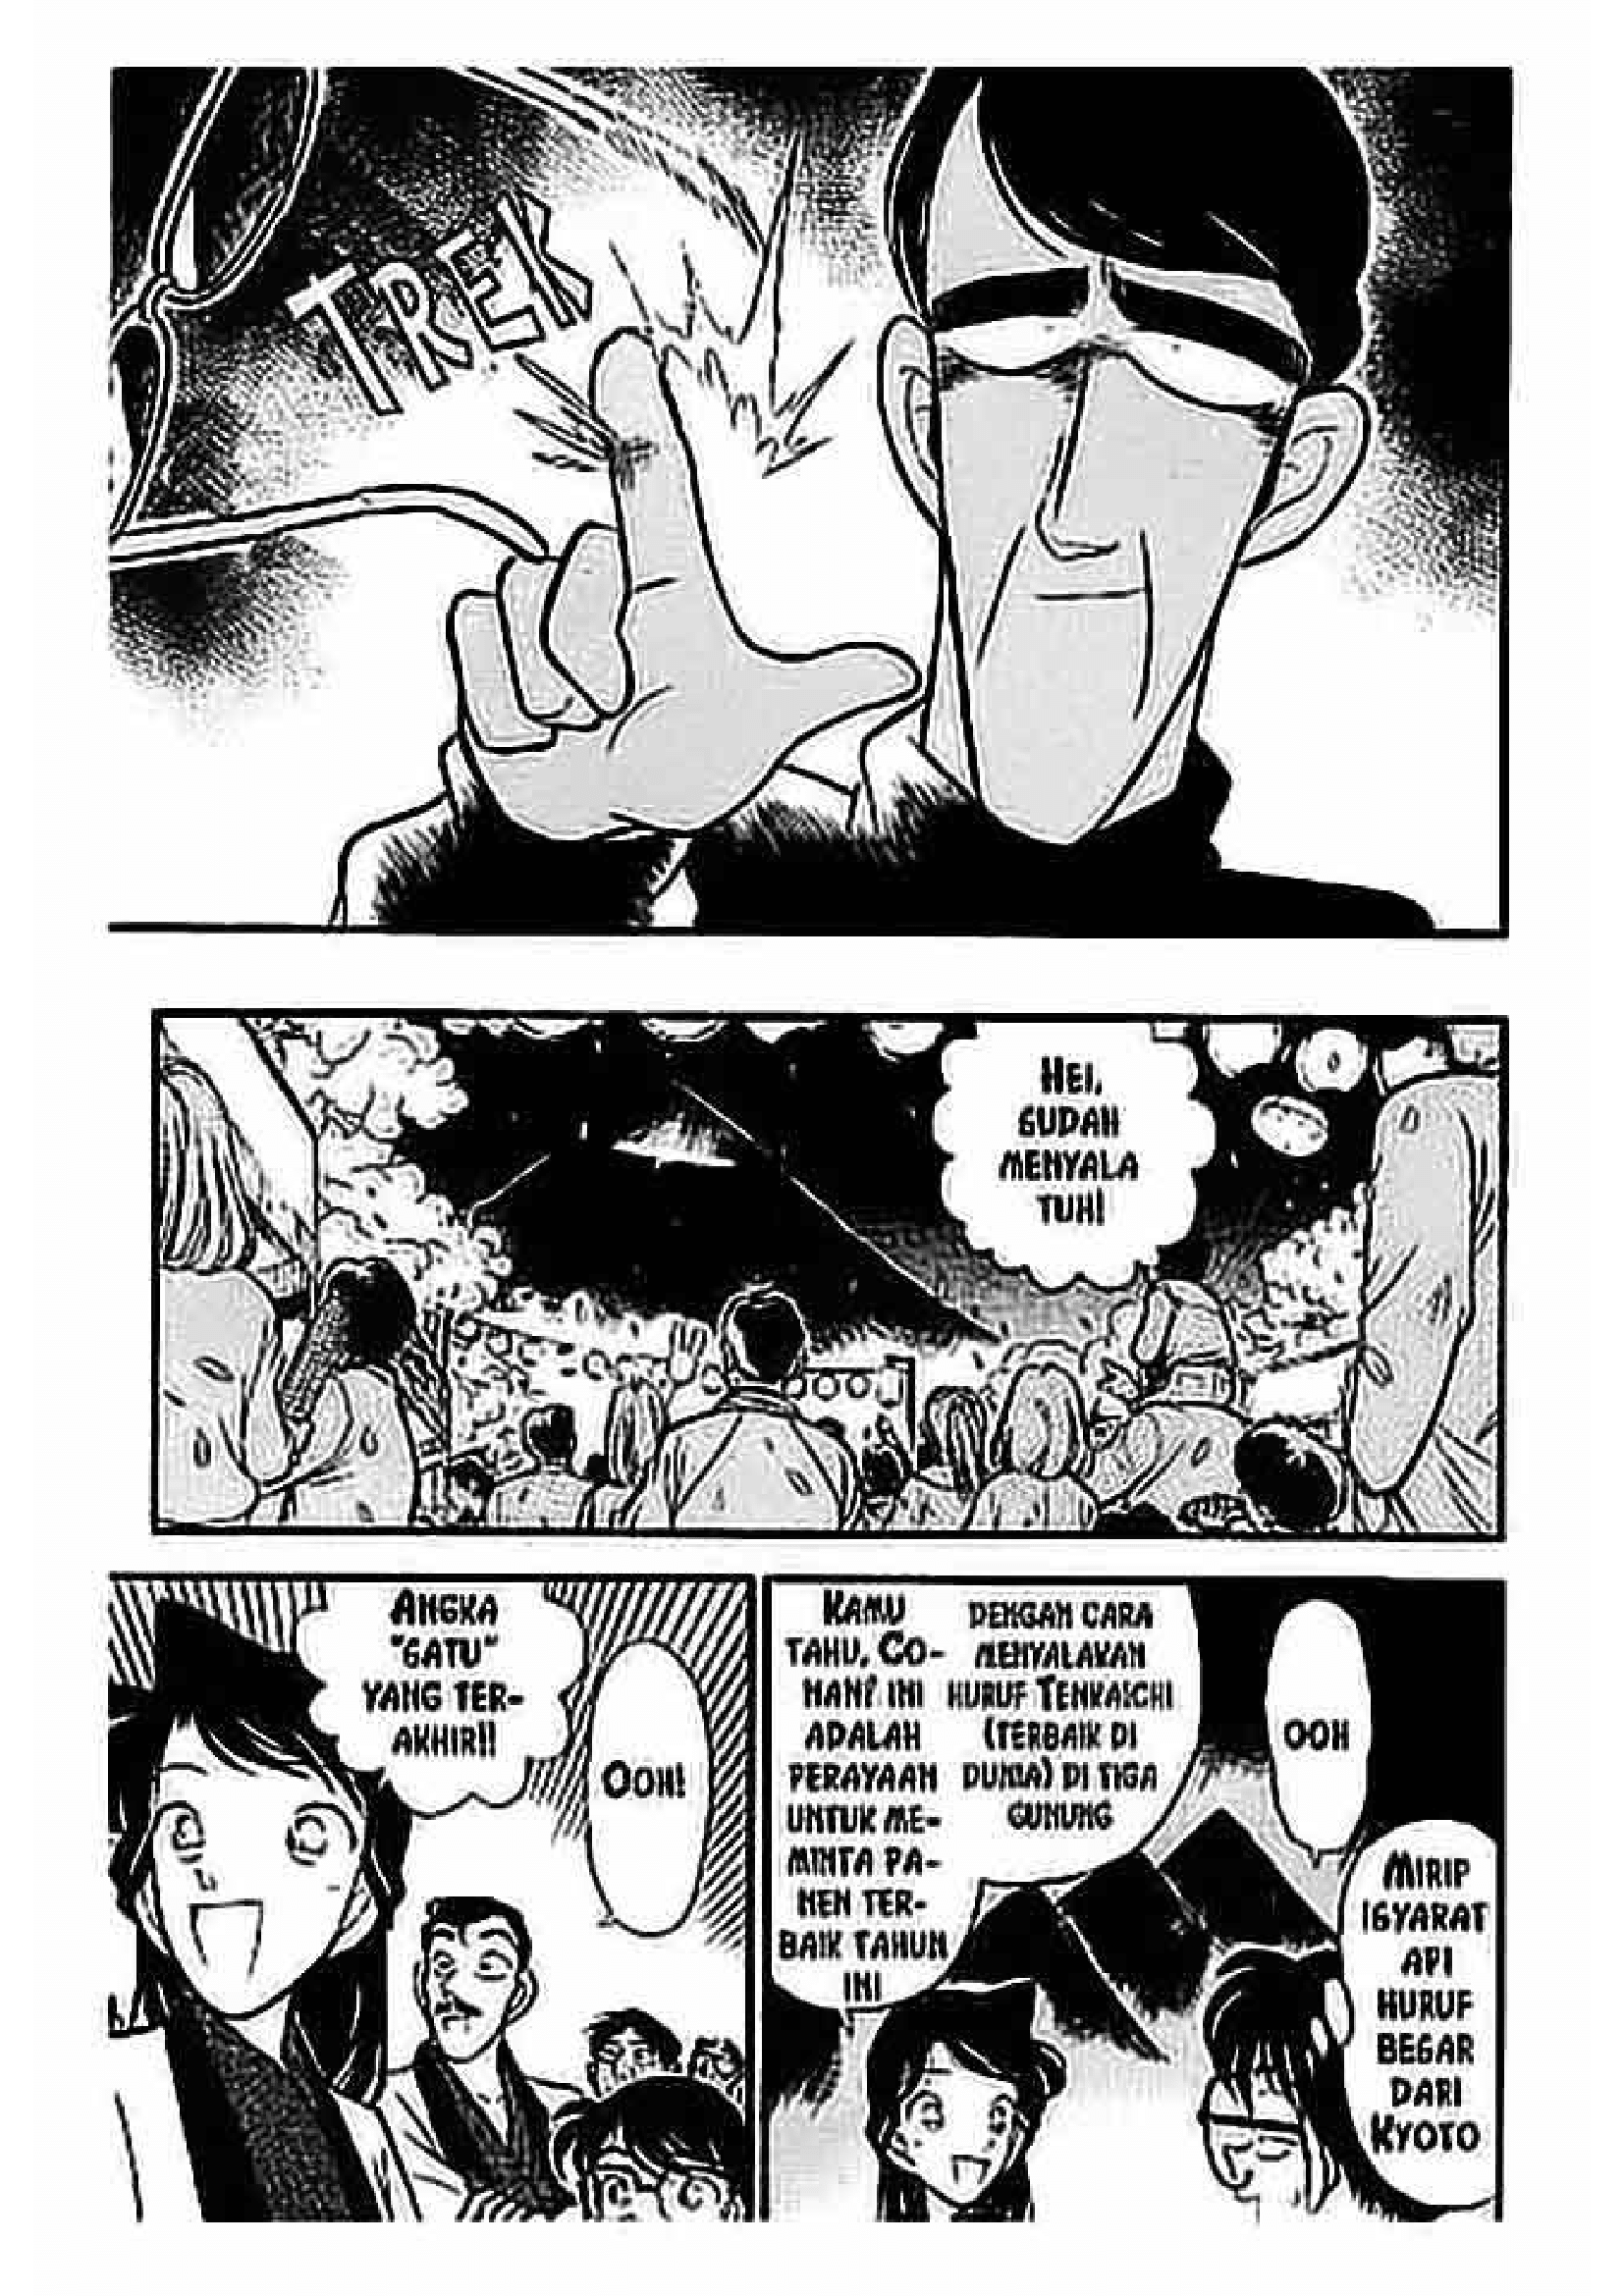 TREK
HEI,
SUDAH
MENYALA
TUH!
OOH
MIRIP
ISYARAT
API
HURUF
BESAR
DARI
KYOTO
KAMU
TAHU, CO-
NAN? INI
ADALAH
PERAYAAN
UNTUK ME-
MINTA PA-
NEN TER-
BAIK TAHUN
INI
DENGAN CARA
MENYALAKAN
HURUF TENKAICHI
(TERBAIK DI
DUNIA) DI TIGA
GUNUNG
OOH!
ANGKA
"SATU"
YANG TER-
AKHIR!!